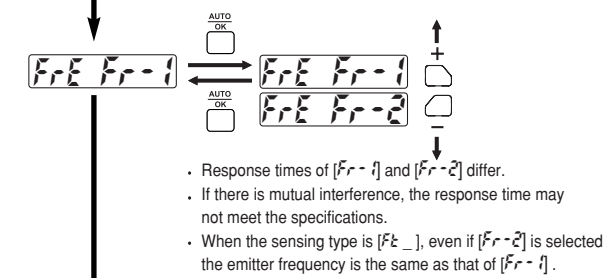 AUTO
OK
FrE Fr-1
FrE Fr-1
+
AUTO
OK
FrE Fr-2
−
• Response times of [Fr-1] and [Fr-2] differ.
• If there is mutual interference, the response time may
not meet the specifications.
• When the sensing type is [Ft _ ], even if [Fr-2] is selected
the emitter frequency is the same as that of [Fr-1] .